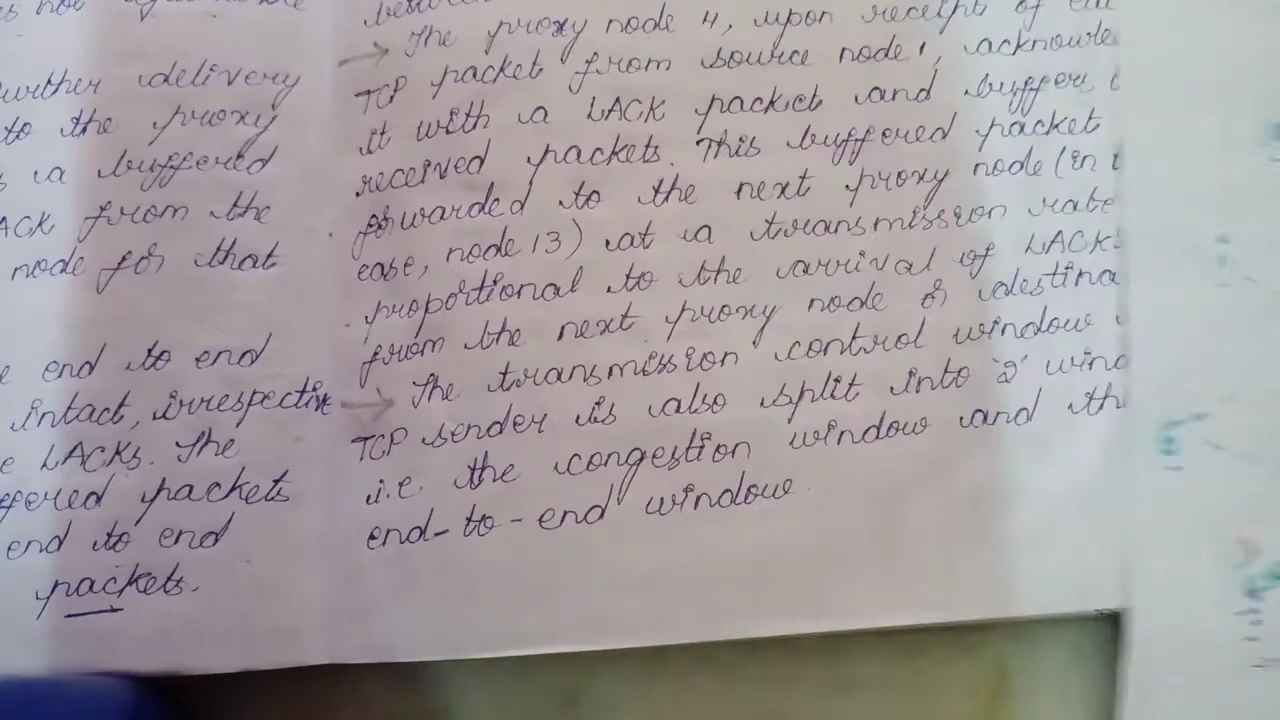 urther delivery
to the proxy
s a buffered
ACK from the
node for that
e end to end
intact, irrespective
e LACKs. The
ffered packets
end to end
packets.
→ The proxy node 4, upon receipt of
TCP packet from source node 1, acknowle
it with a LACK packet and buffers t
received packets. This buffered packet
forwarded to the next proxy node (in t
case, node 13) at a transmission rate
proportional to the arrival of LACKs
from the next proxy node or destina
→ The transmission control window
TCP sender is also split into '2' wind
i.e. the congestion window and th
end-to-end window.